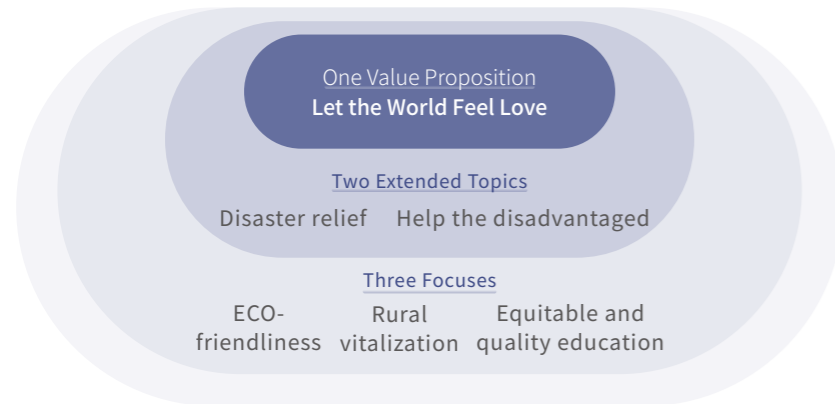 One Value Proposition
Let the World Feel Love
Two Extended Topics
Disaster relief Help the disadvantaged
Three Focuses
ECO-
friendliness
Rural
vitalization
Equitable and
quality education